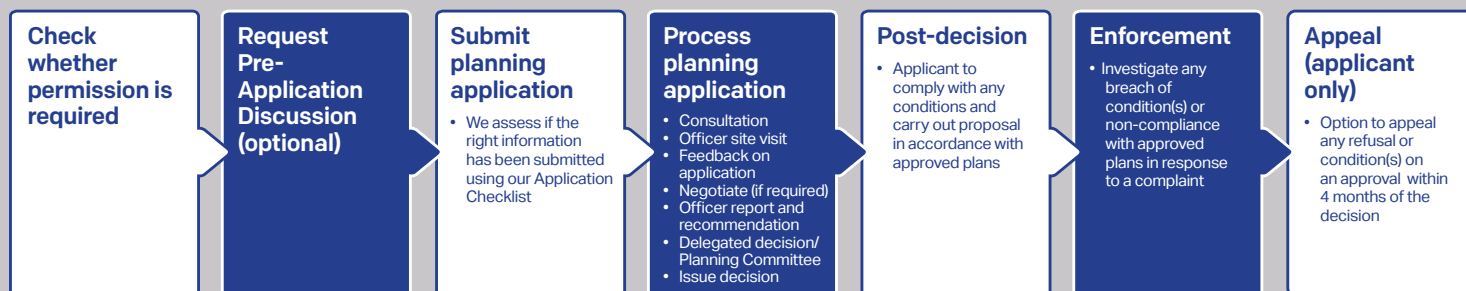 Check
whether
permission is
required
Request
Pre-
Application
Discussion
(optional)
Submit
planning
application
• We assess if the
right information
has been submitted
using our Application
Checklist
Process
planning
application
• Consultation
• Officer site visit
• Feedback on
application
• Negotiate (if required)
• Officer report and
recommendation
• Delegated decision/
Planning Committee
• Issue decision
Post-decision
• Applicant to
comply with any
conditions and
carry out proposal
in accordance with
approved plans
Enforcement
• Investigate any
breach of
condition(s) or
non-compliance
with approved
plans in response
to a complaint
Appeal
(applicant
only)
• Option to appeal
any refusal or
condition(s) on
an approval within
4 months of the
decision